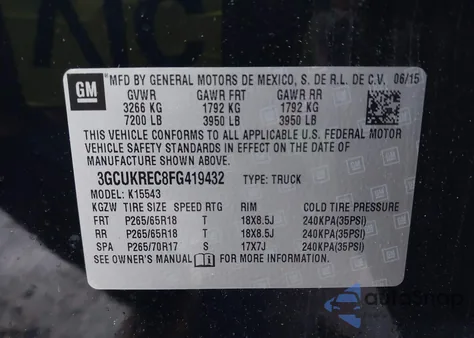 GM
MFD BY GENERAL MOTORS DE MEXICO, S. DE R.L. DE C.V. 06/15
GVWR GAWR FRT GAWR RR
3266 KG 1792 KG 1792 KG
7200 LB 3950 LB 3950 LB
THIS VEHICLE CONFORMS TO ALL APPLICABLE U.S. FEDERAL MOTOR
VEHICLE SAFETY STANDARDS IN EFFECT ON THE DATE OF
MANUFACTURE SHOWN ABOVE.
3GCUKREC8FG419432 TYPE: TRUCK
MODEL: K15543
KGZW TIRE SIZE SPEED RTG RIM COLD TIRE PRESSURE
FRT P265/65R18 T 18X8.5J 240KPA(35PSI)
RR P265/65R18 T 18X8.5J 240KPA(35PSI)
SPA P265/70R17 S 17X7J 240KPA(35PSI)
SEE OWNER'S MANUAL FOR MORE INFORMATION.
autoSnap